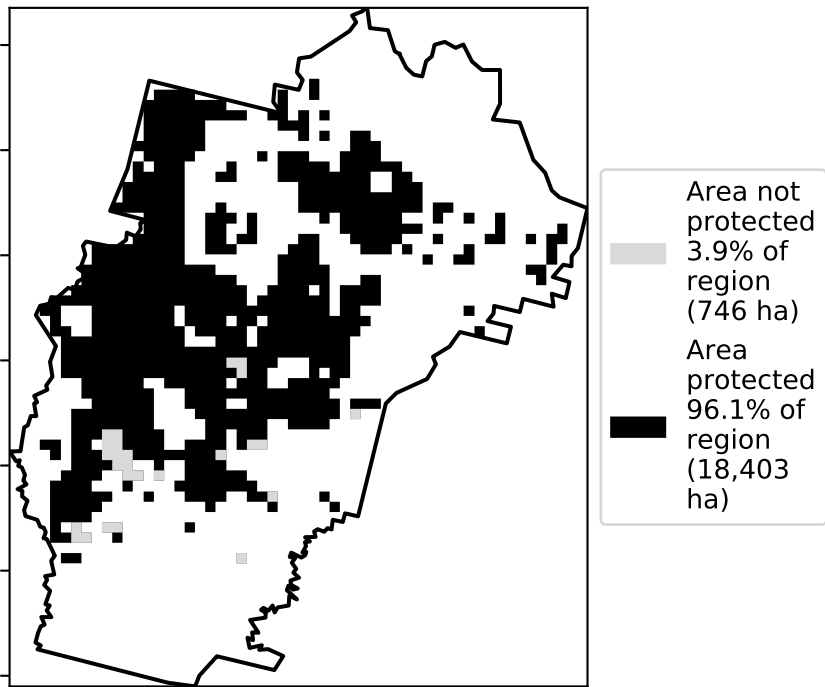 Area not
protected
3.9% of
region
(746 ha)
Area
protected
96.1% of
region
(18,403
ha)